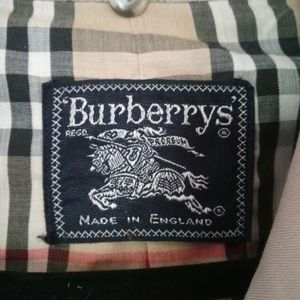 'Burberrys'
REGD. ®
PRORSUM
MADE IN ENGLAND
®